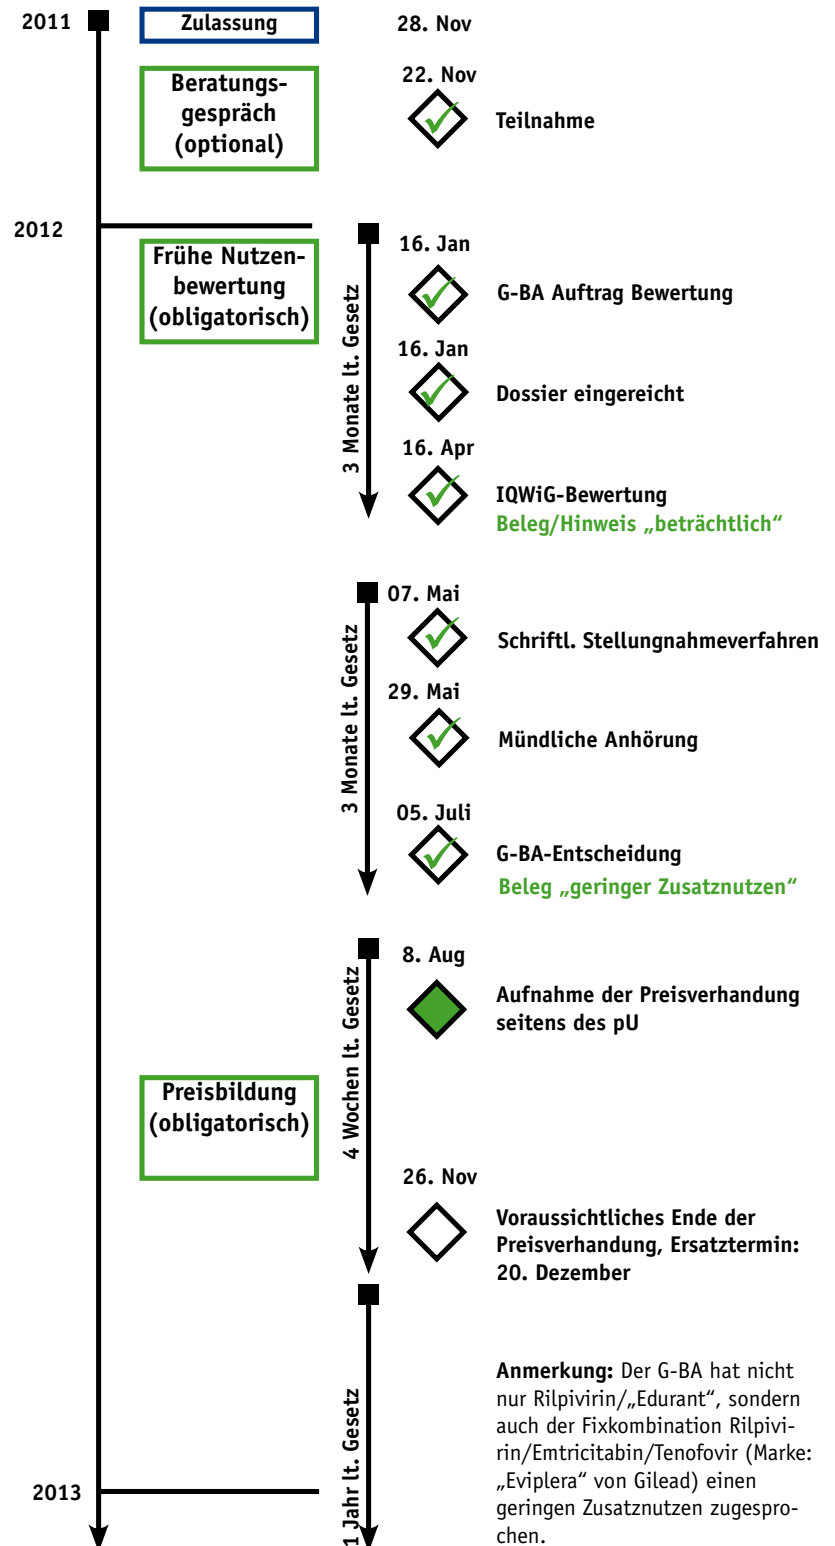 2011
Zulassung
28. Nov
Beratungs-
gespräch
(optional)
22. Nov
Teilnahme
2012
Frühe Nutzen-
bewertung
(obligatorisch)
3 Monate lt. Gesetz
16. Jan
G-BA Auftrag Bewertung
16. Jan
Dossier eingereicht
16. Apr
IQWiG-Bewertung
Beleg/Hinweis „beträchtlich“
3 Monate lt. Gesetz
07. Mai
Schriftl. Stellungnahmeverfahren
29. Mai
Mündliche Anhörung
05. Juli
G-BA-Entscheidung
Beleg „geringer Zusatznutzen“
Preisbildung
(obligatorisch)
4 Wochen lt. Gesetz
8. Aug
Aufnahme der Preisverhandung
seitens des pU
26. Nov
Voraussichtliches Ende der
Preisverhandung, Ersatztermin:
20. Dezember
2013
1 Jahr lt. Gesetz
Anmerkung: Der G-BA hat nicht
nur Rilpivirin/„Edurant“, sondern
auch der Fixkombination Rilpivi-
rin/Emtricitabin/Tenofovir (Marke:
„Eviplera“ von Gilead) einen
geringen Zusatznutzen zugespro-
chen.